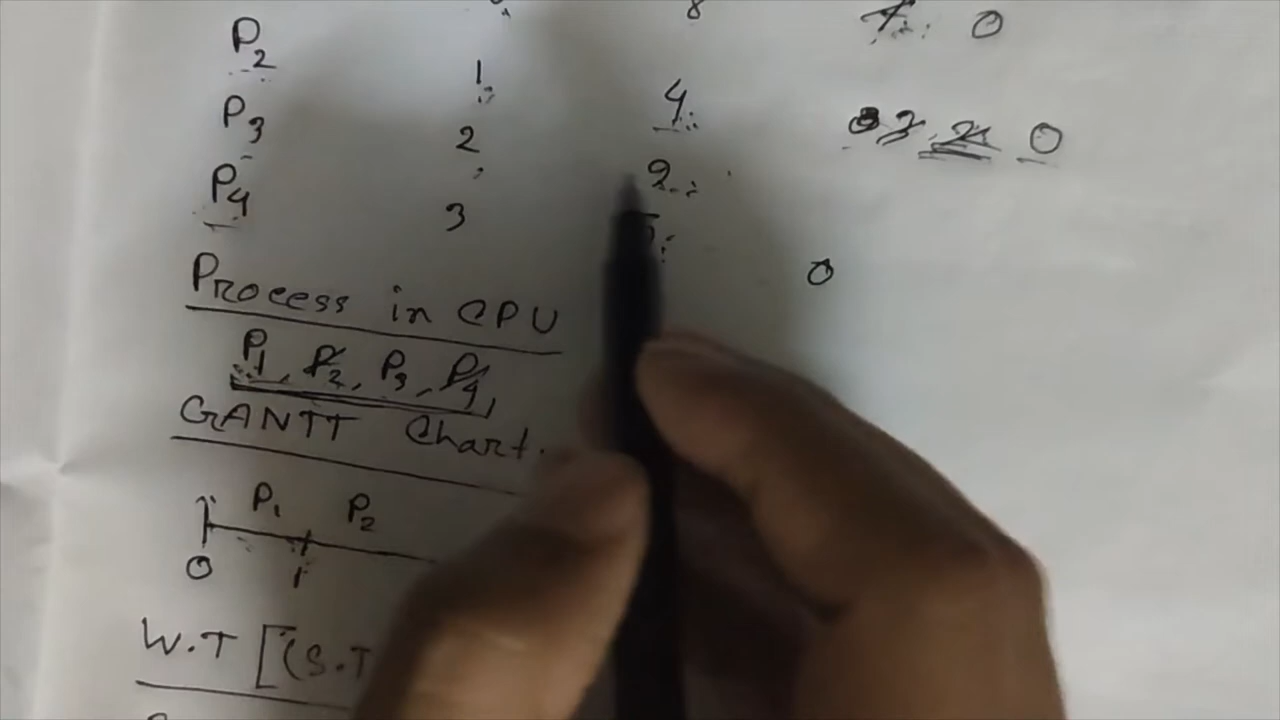 8 0
P2 1 4
P3 2 2 0
P4 3
0
Process in CPU
P1, P2, P3, P4,
GANTT Chart.
P1 P2
0 1
W.T [(S.T